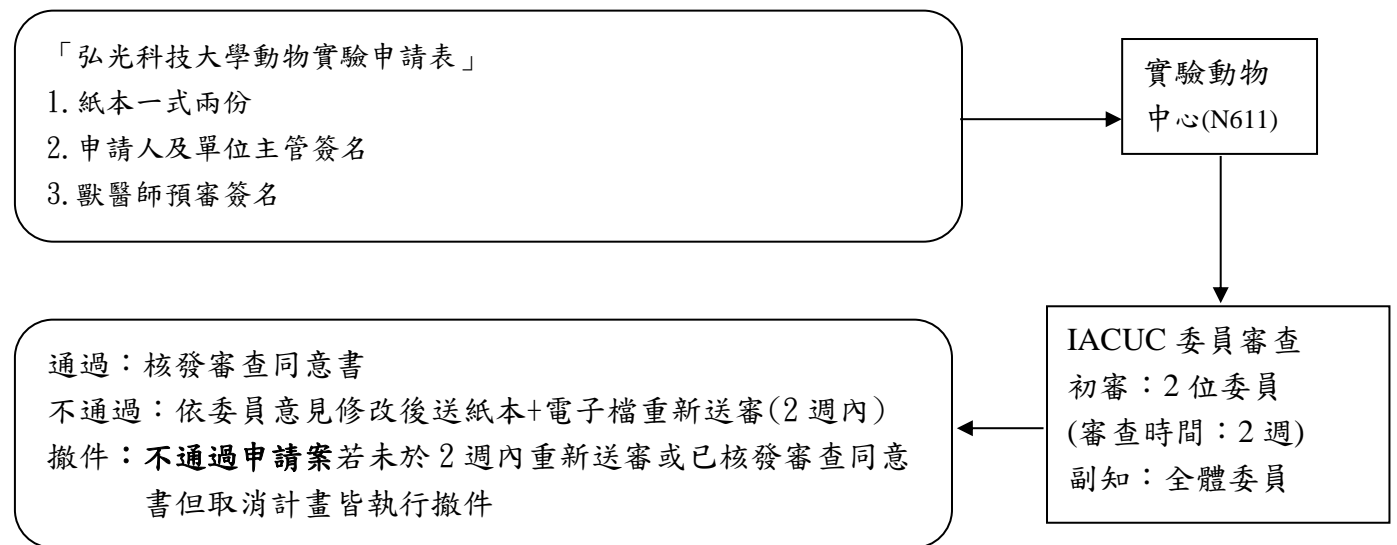 「弘光科技大學動物實驗申請表」
1.紙本一式兩份
2.申請人及單位主管簽名
3.獸醫師預審簽名
實驗動物
中心(N611)
IACUC 委員審查
初審：2 位委員
(審查時間：2 週)
副知：全體委員
通過：核發審查同意書
不通過：依委員意見修改後送紙本+電子檔重新送審(2 週內)
撤件：不通過申請案若未於 2 週內重新送審或已核發審查同意
書但取消計畫皆執行撤件